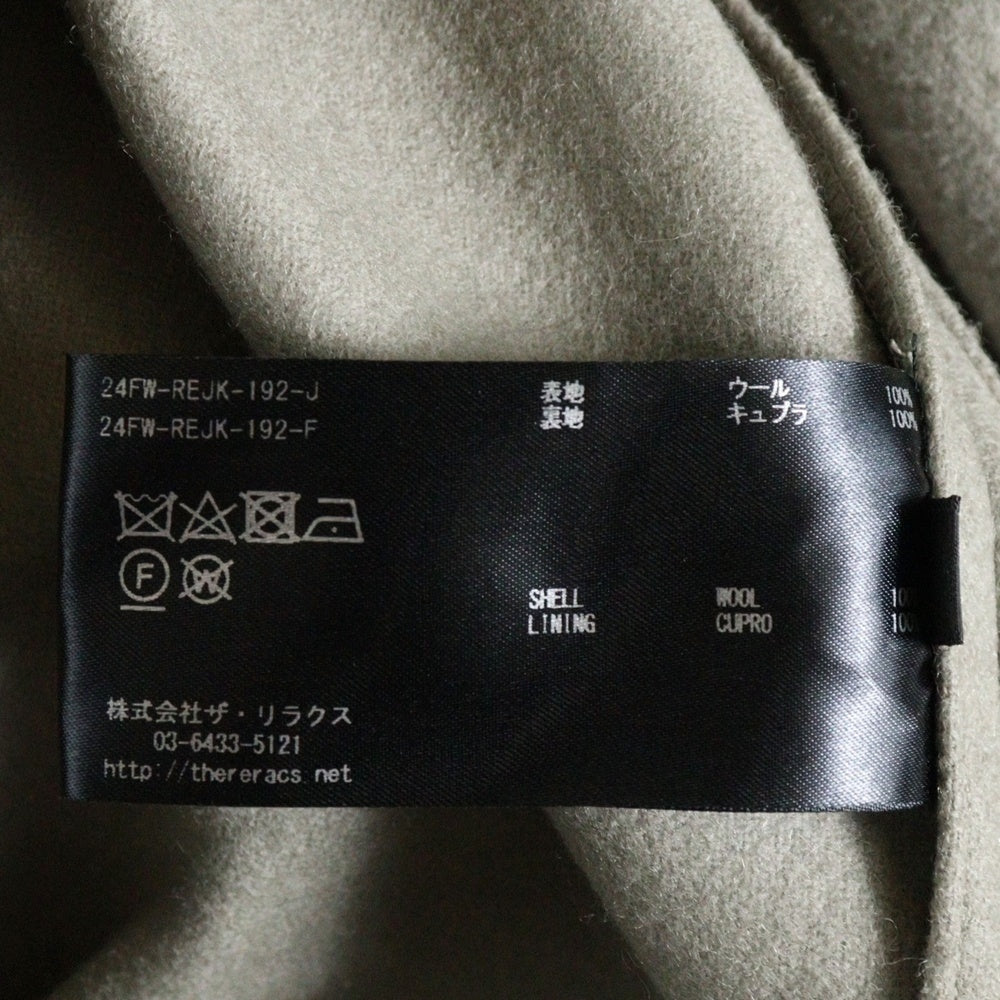 24FW-REJK-192-J
24FW-REJK-192-F
表地 ウール 100%
裏地 キュプラ 100%
F
W
SHELL WOOL
LINING CUPRO
株式会社ザ・リラクス
03-6433-5121
http://thereracs.net